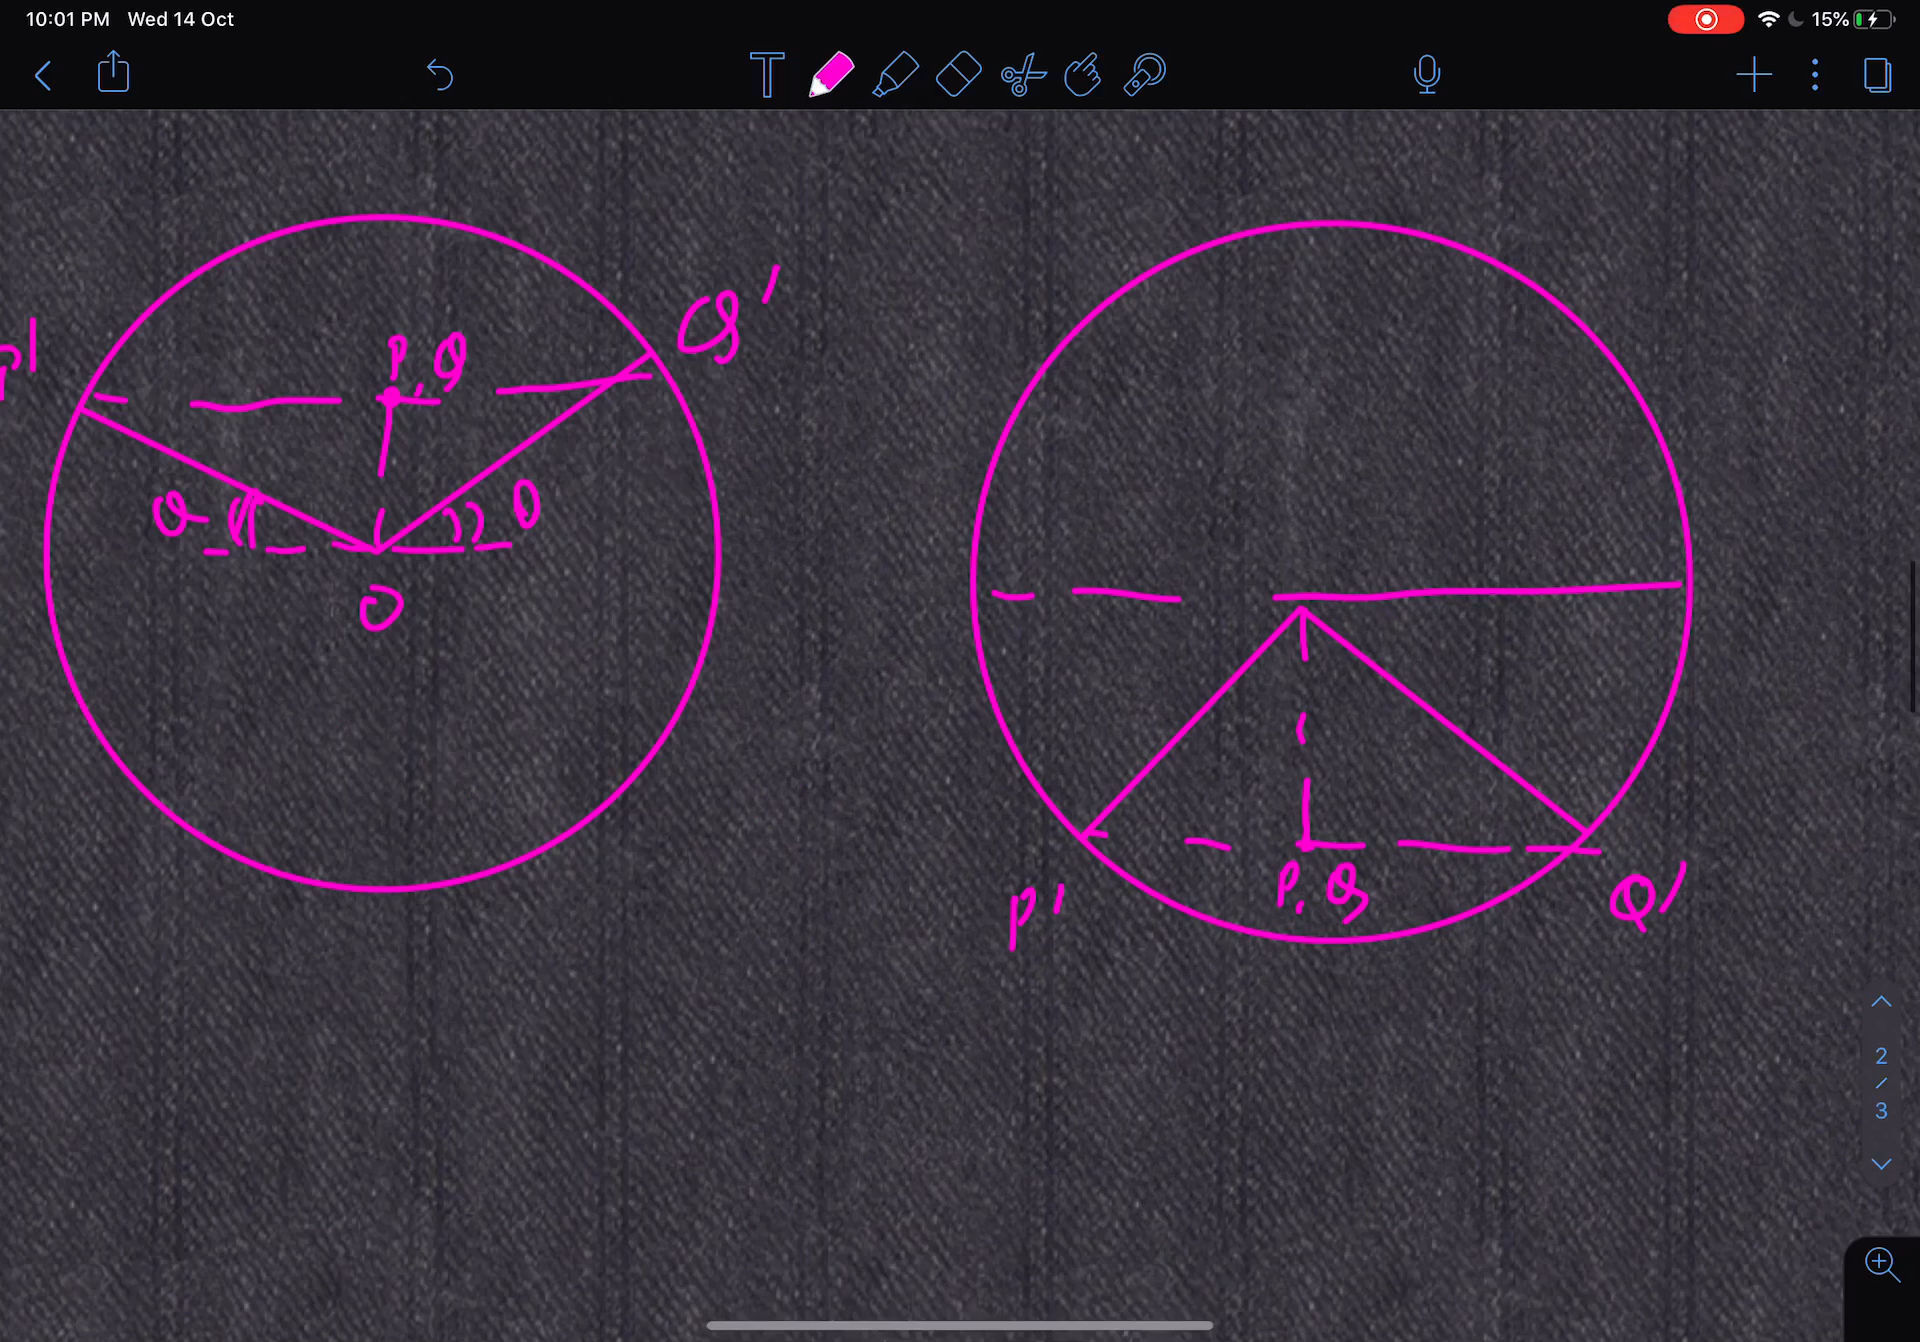 10:01 PM Wed 14 Oct 15%
T
Q'
P'
P, Q
θ θ
O
P' P, Q Q'
2
/
3